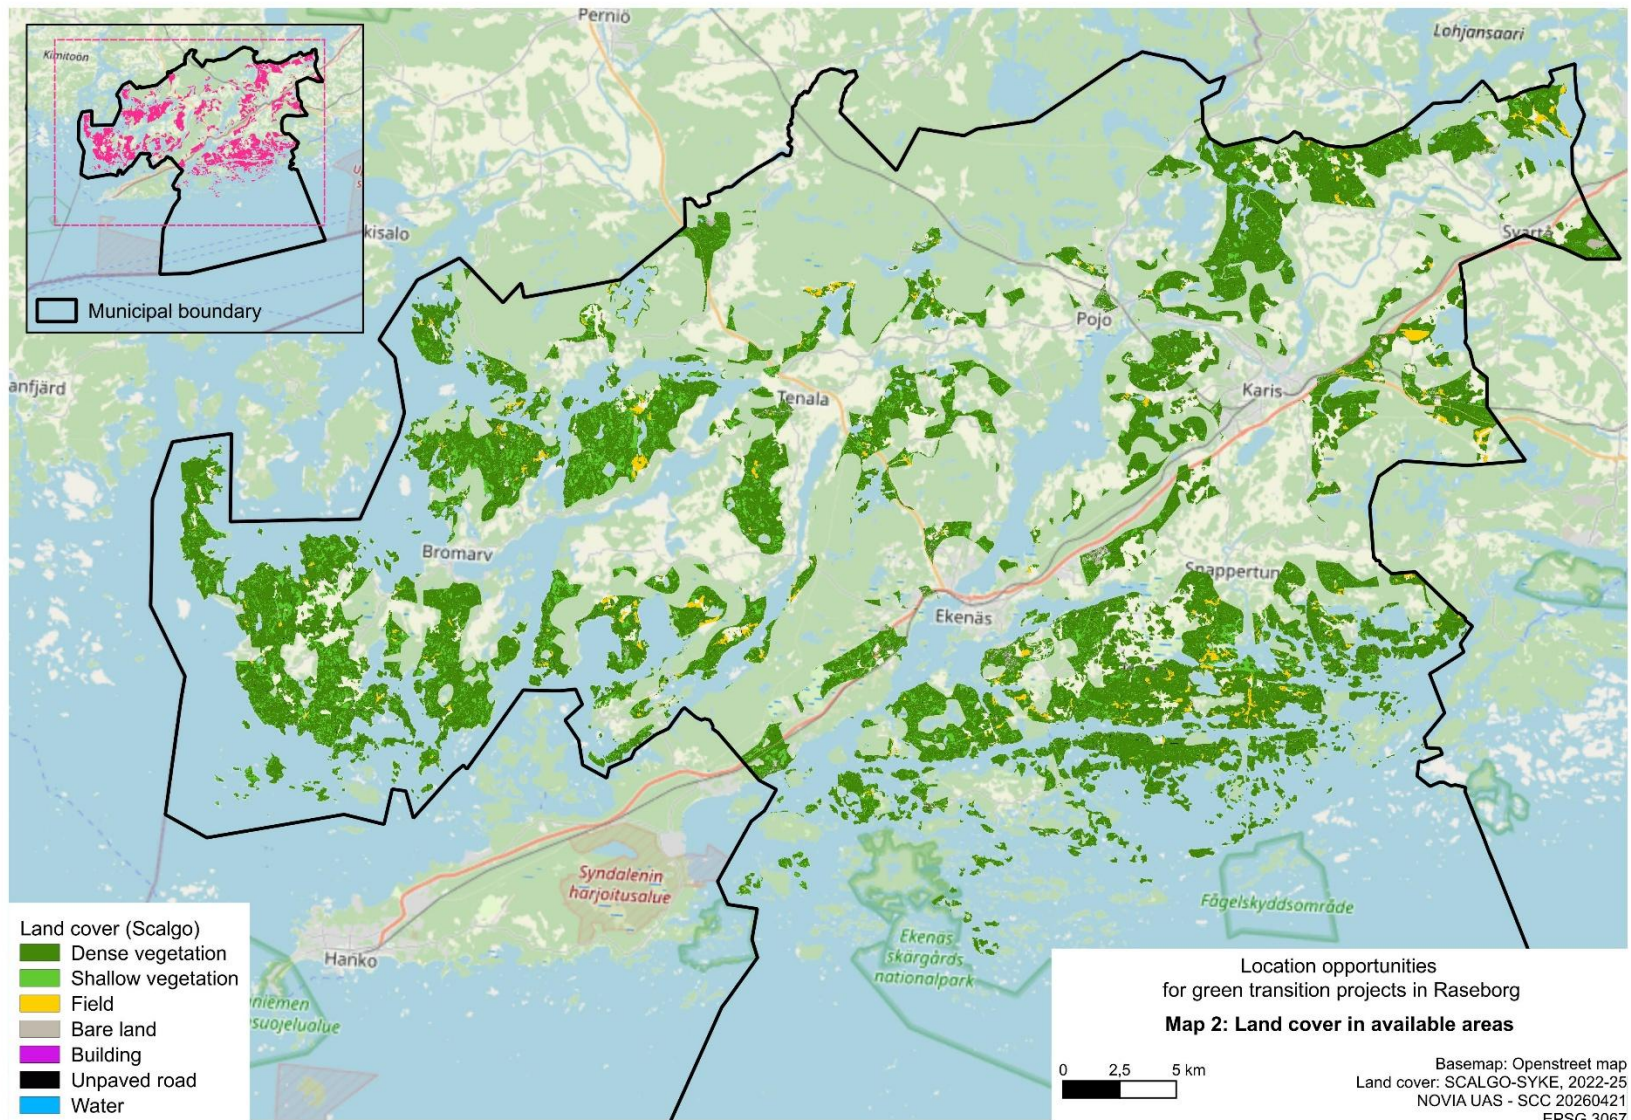 Perniö
Lohjansaari
Kimitoön
kisalo
Municipal boundary
Svartå
Pojo
anfjärd
Karis
Tenala
Bromarv
Snappertun
Ekenäs
Syndalenin
harjoitusalue
Fågelskyddsområde
Ekenäs
skärgårds
nationalpark
Hanko
niemen
suojelualue
Land cover (Scalgo)
Dense vegetation
Shallow vegetation
Field
Bare land
Building
Unpaved road
Water
Location opportunities
for green transition projects in Raseborg
Map 2: Land cover in available areas
0 2,5 5 km
Basemap: Openstreet map
Land cover: SCALGO-SYKE, 2022-25
NOVIA UAS - SCC 20260421
EPSG 3067